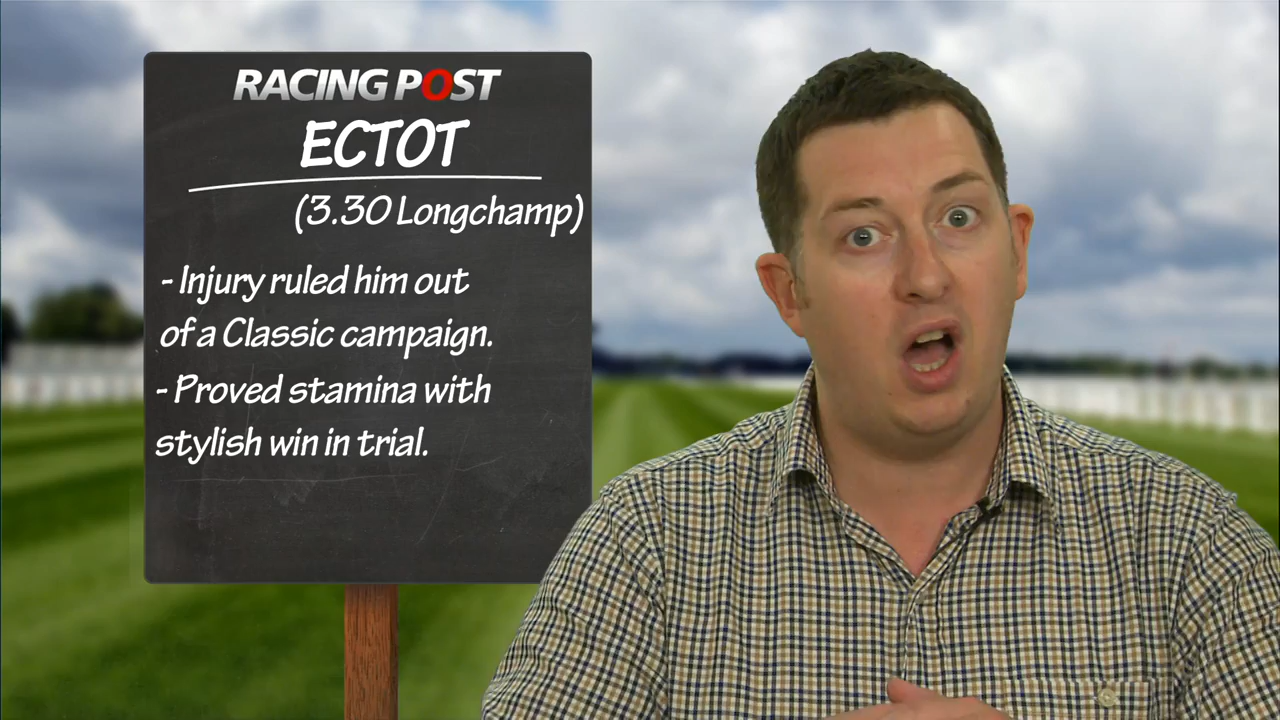 RACING POST
ECTOT
(3.30 Longchamp)
- Injury ruled him out
of a Classic campaign.
- Proved stamina with
stylish win in trial.